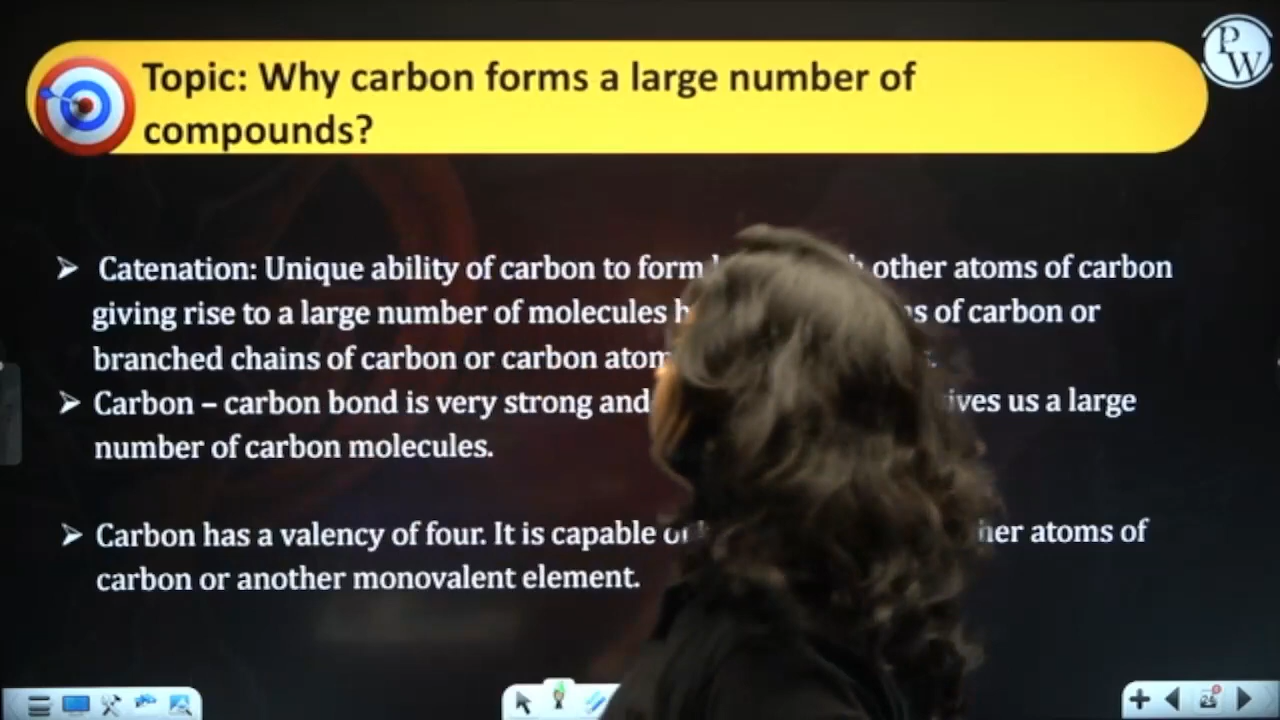 Topic: Why carbon forms a large number of
compounds?
PW
➢ Catenation: Unique ability of carbon to form other atoms of carbon
giving rise to a large number of molecules of carbon or
branched chains of carbon or carbon
➢ Carbon – carbon bond is very strong and us a large
number of carbon molecules.
➢ Carbon has a valency of four. It is capable atoms of
carbon or another monovalent element.